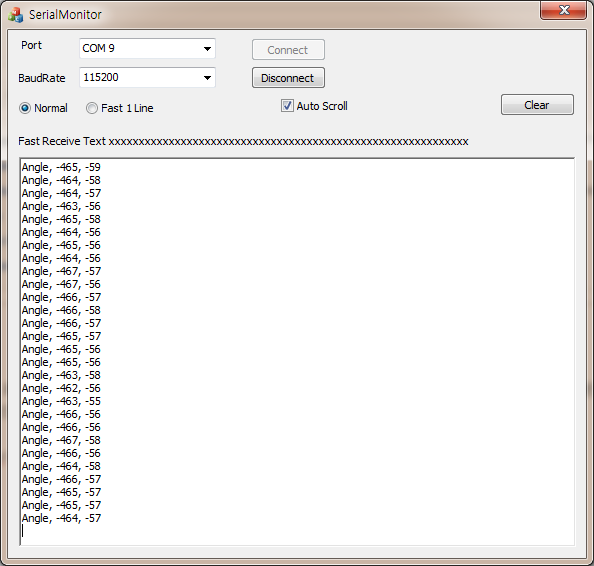 SerialMonitor
Port COM 9 Connect
BaudRate 115200 Disconnect
Normal Fast 1 Line Auto Scroll Clear
Fast Receive Text xxxxxxxxxxxxxxxxxxxxxxxxxxxxxxxxxxxxxxxxxxxxxxxxxxxxxxxxxxxx
Angle, -465, -59
Angle, -464, -58
Angle, -464, -57
Angle, -463, -56
Angle, -465, -58
Angle, -464, -56
Angle, -465, -56
Angle, -464, -56
Angle, -467, -57
Angle, -467, -56
Angle, -466, -57
Angle, -466, -58
Angle, -466, -57
Angle, -465, -57
Angle, -465, -56
Angle, -465, -56
Angle, -463, -58
Angle, -462, -56
Angle, -463, -55
Angle, -466, -56
Angle, -466, -56
Angle, -467, -58
Angle, -466, -56
Angle, -464, -58
Angle, -466, -57
Angle, -465, -57
Angle, -465, -57
Angle, -464, -57